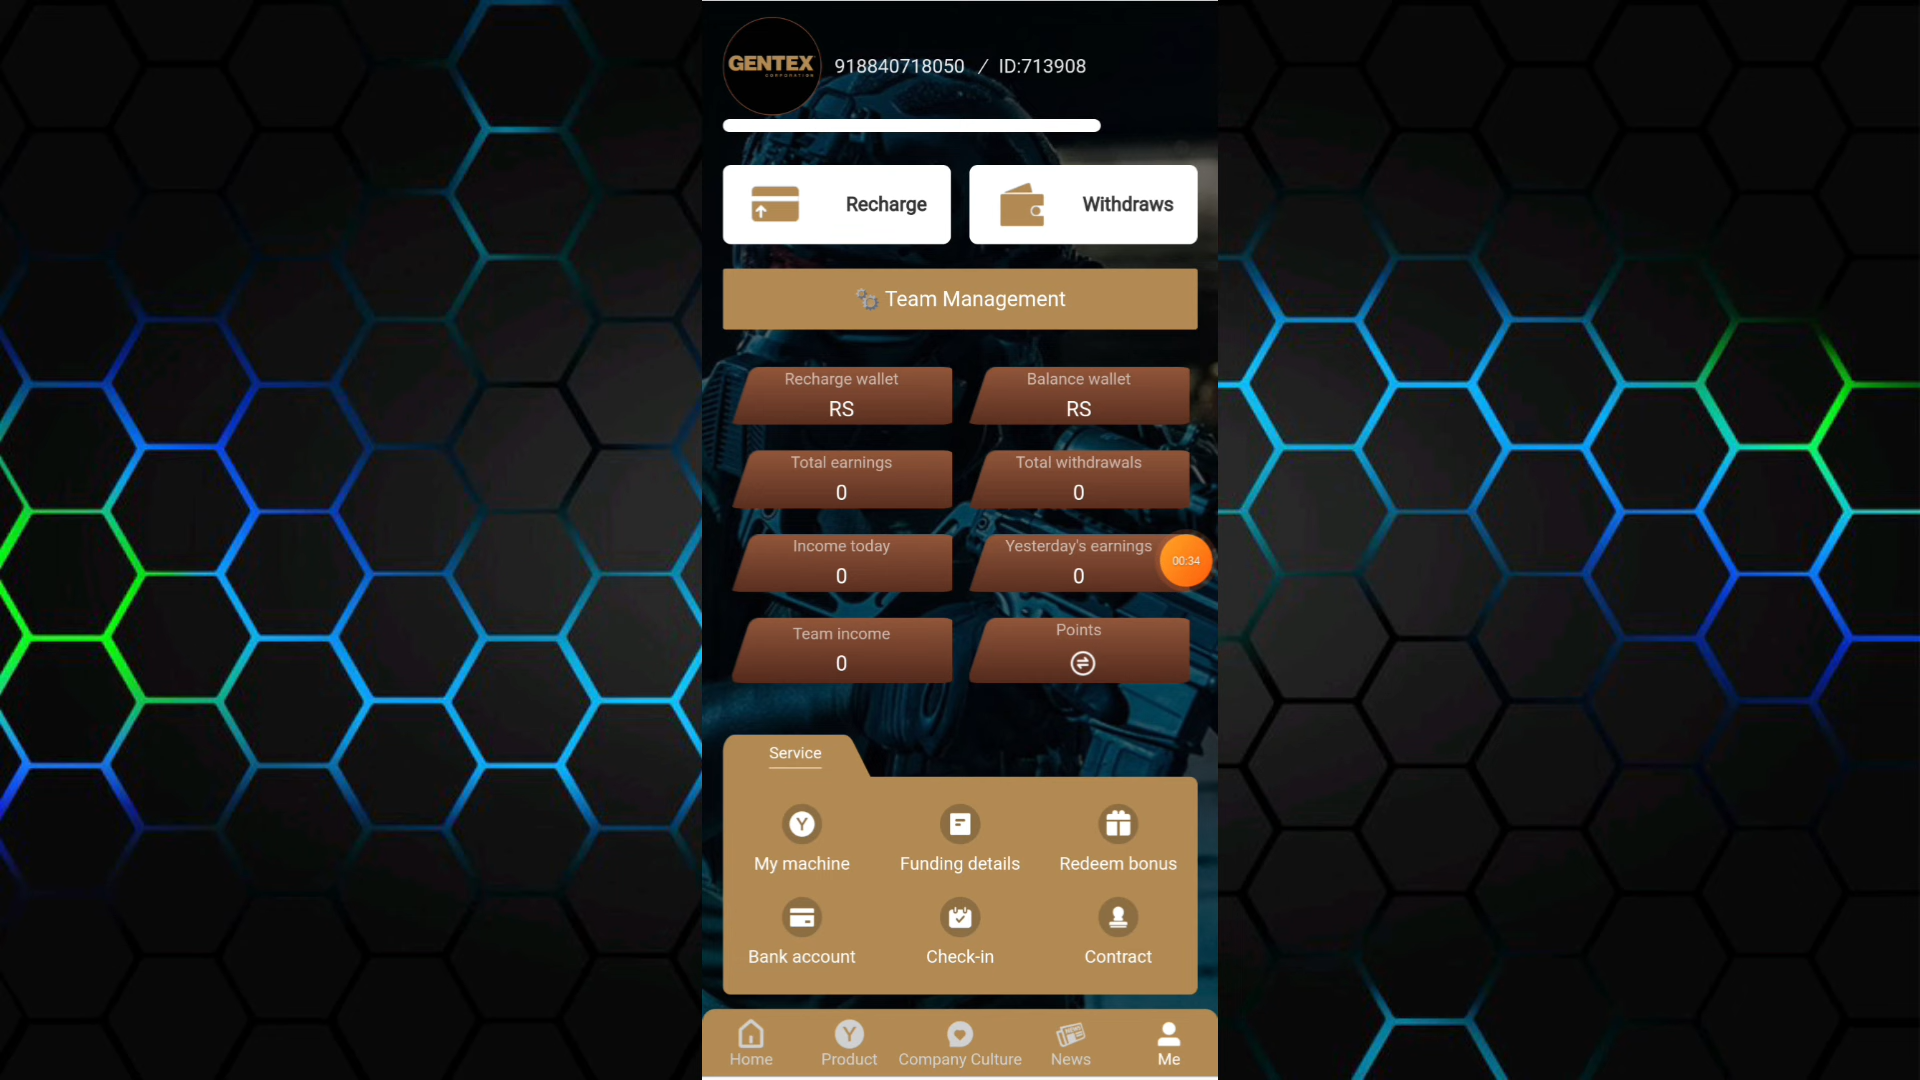 GENTEX
CORPORATION
918840718050 / ID:713908
Recharge
Withdraws
Team Management
Recharge wallet
RS
Balance wallet
RS
Total earnings
0
Total withdrawals
0
Income today
0
Yesterday's earnings
0
00:34
Team income
0
Points
Service
My machine
Funding details
Redeem bonus
Bank account
Check-in
Contract
Home
Product
Company Culture
News
Me